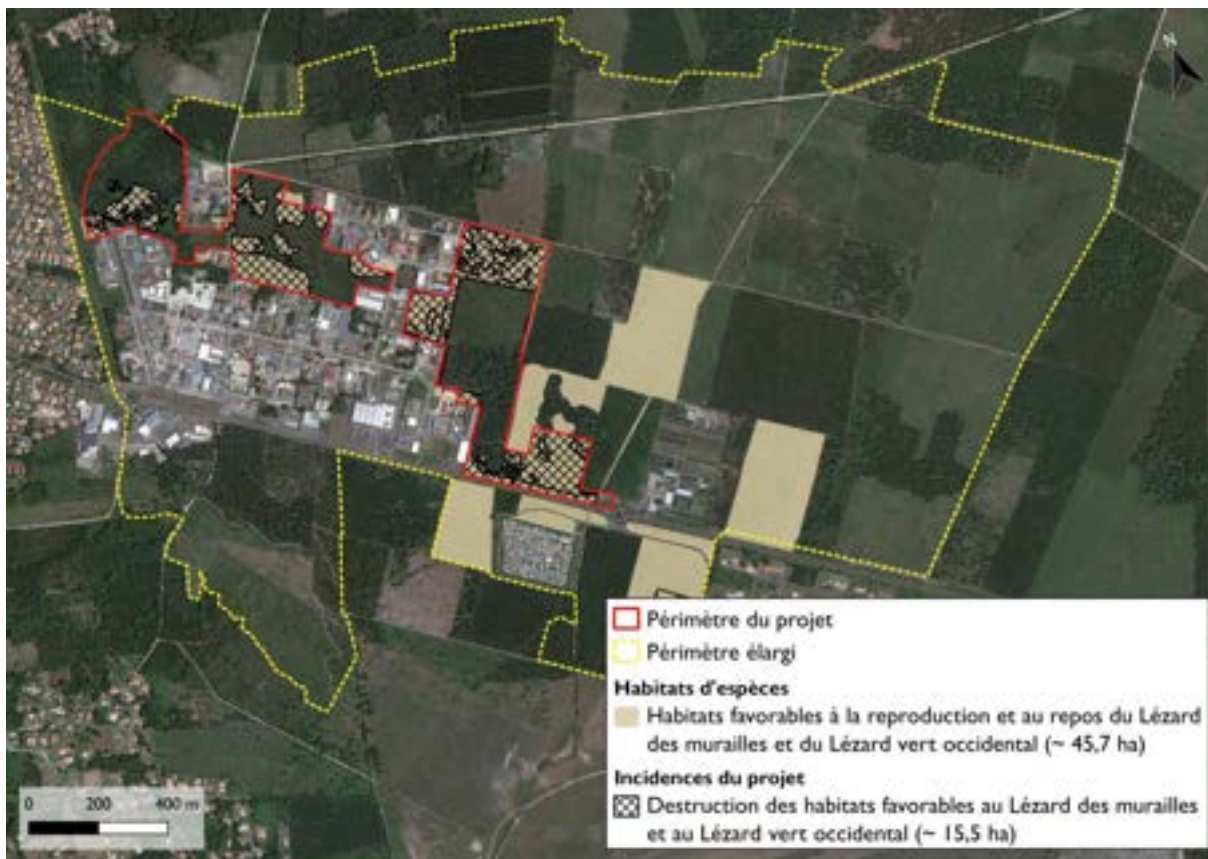 N
Périmètre du projet
Périmètre élargi
Habitats d'espèces
Habitats favorables à la reproduction et au repos du Lézard
des murailles et du Lézard vert occidental (~ 45,7 ha)
Incidences du projet
Destruction des habitats favorables au Lézard des murailles
et au Lézard vert occidental (~ 15,5 ha)
0 200 400 m